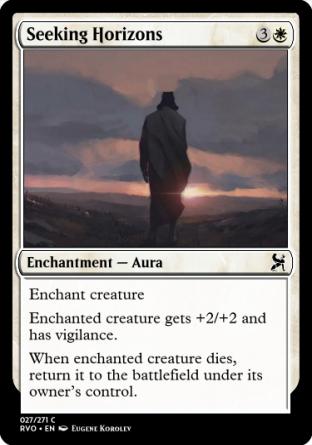 Seeking Horizons 3
Enchantment — Aura
Enchant creature
Enchanted creature gets +2/+2 and
has vigilance.
When enchanted creature dies,
return it to the battlefield under its
owner's control.
027/271 C
RVO • EN Eugene Korolev